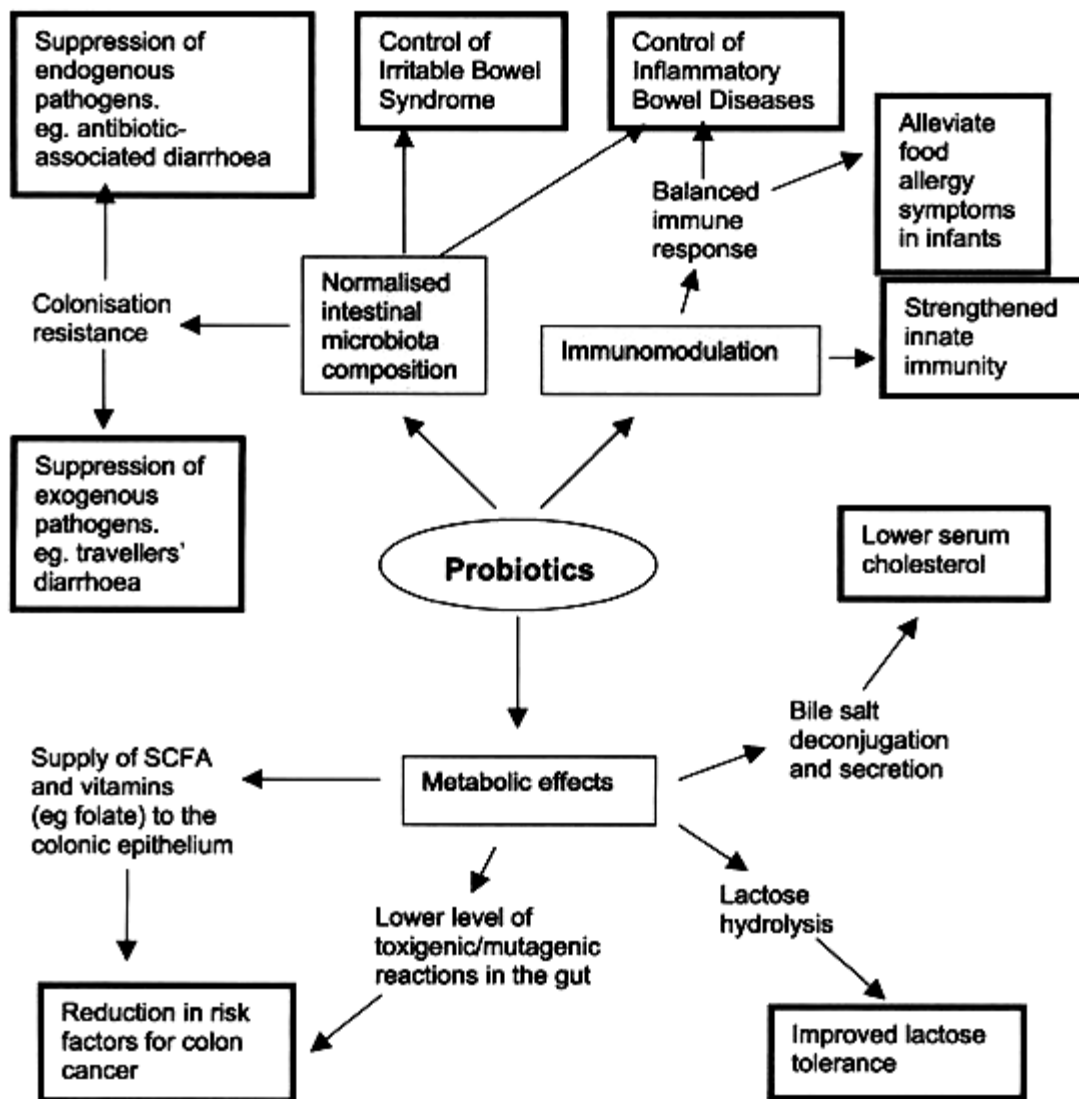 Suppression of
endogenous
pathogens.
eg. antibiotic-
associated diarrhoea
Control of
Irritable Bowel
Syndrome
Control of
Inflammatory
Bowel Diseases
Alleviate
food
allergy
symptoms
in infants
Balanced
immune
response
Colonisation
resistance
Normalised
intestinal
microbiota
composition
Immunomodulation
Strengthened
innate
immunity
Suppression of
exogenous
pathogens.
eg. travellers'
diarrhoea
Probiotics
Lower serum
cholesterol
Bile salt
deconjugation
and secretion
Supply of SCFA
and vitamins
(eg folate) to the
colonic epithelium
Metabolic effects
Lower level of
toxigenic/mutagenic
reactions in the gut
Lactose
hydrolysis
Reduction in risk
factors for colon
cancer
Improved lactose
tolerance